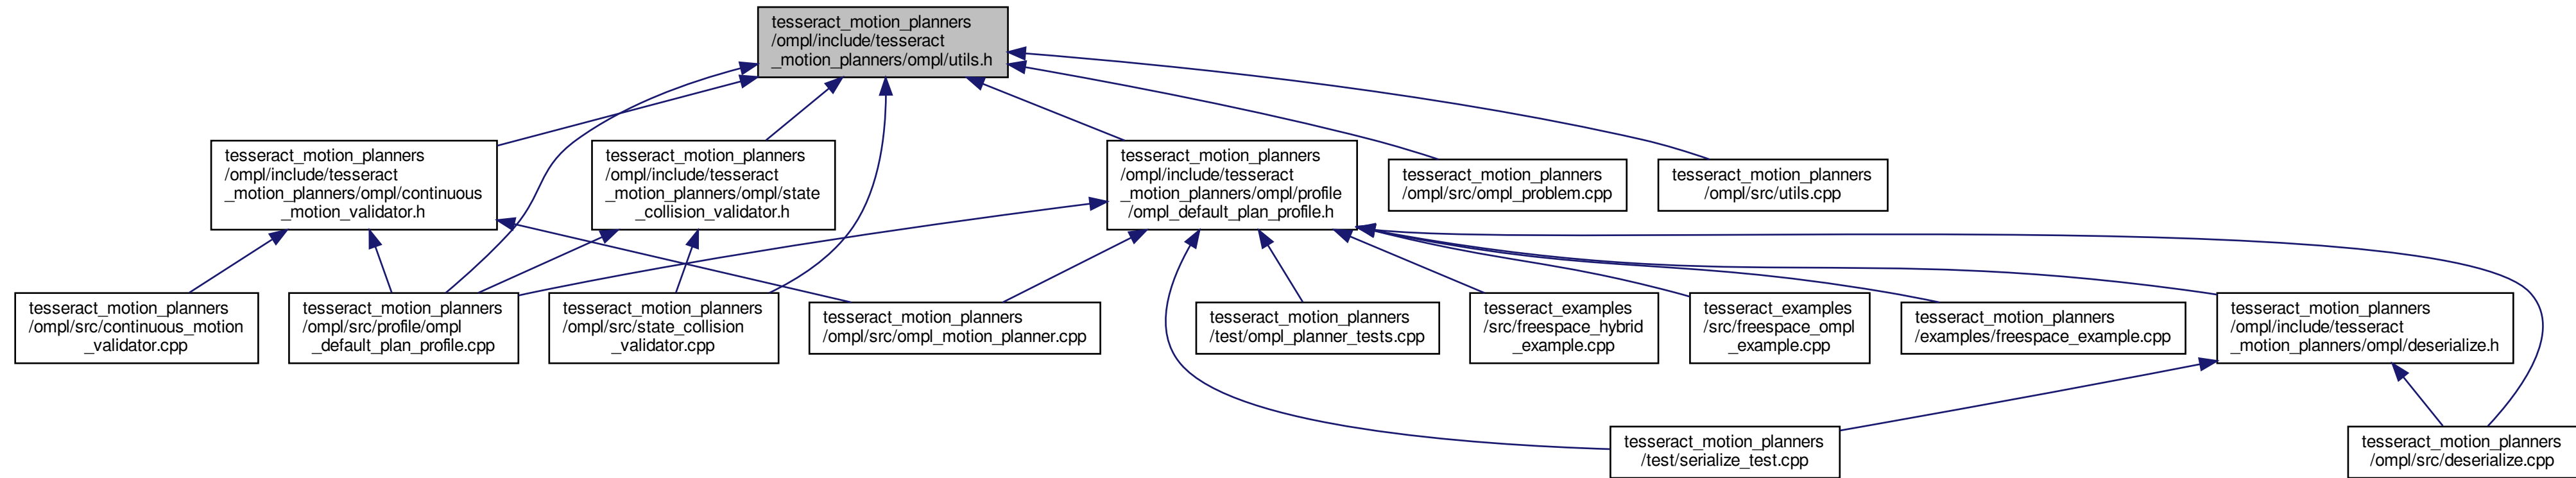 tesseract_motion_planners
/ompl/include/tesseract
_motion_planners/ompl/utils.h
tesseract_motion_planners
/ompl/include/tesseract
_motion_planners/ompl/continuous
_motion_validator.h
tesseract_motion_planners
/ompl/include/tesseract
_motion_planners/ompl/state
_collision_validator.h
tesseract_motion_planners
/ompl/include/tesseract
_motion_planners/ompl/profile
/ompl_default_plan_profile.h
tesseract_motion_planners
/ompl/src/ompl_problem.cpp
tesseract_motion_planners
/ompl/src/utils.cpp
tesseract_motion_planners
/ompl/src/continuous_motion
_validator.cpp
tesseract_motion_planners
/ompl/src/profile/ompl
_default_plan_profile.cpp
tesseract_motion_planners
/ompl/src/state_collision
_validator.cpp
tesseract_motion_planners
/ompl/src/ompl_motion_planner.cpp
tesseract_motion_planners
/test/ompl_planner_tests.cpp
tesseract_examples
/src/freespace_hybrid
_example.cpp
tesseract_examples
/src/freespace_ompl
_example.cpp
tesseract_motion_planners
/examples/freespace_example.cpp
tesseract_motion_planners
/ompl/include/tesseract
_motion_planners/ompl/deserialize.h
tesseract_motion_planners
/test/serialize_test.cpp
tesseract_motion_planners
/ompl/src/deserialize.cpp